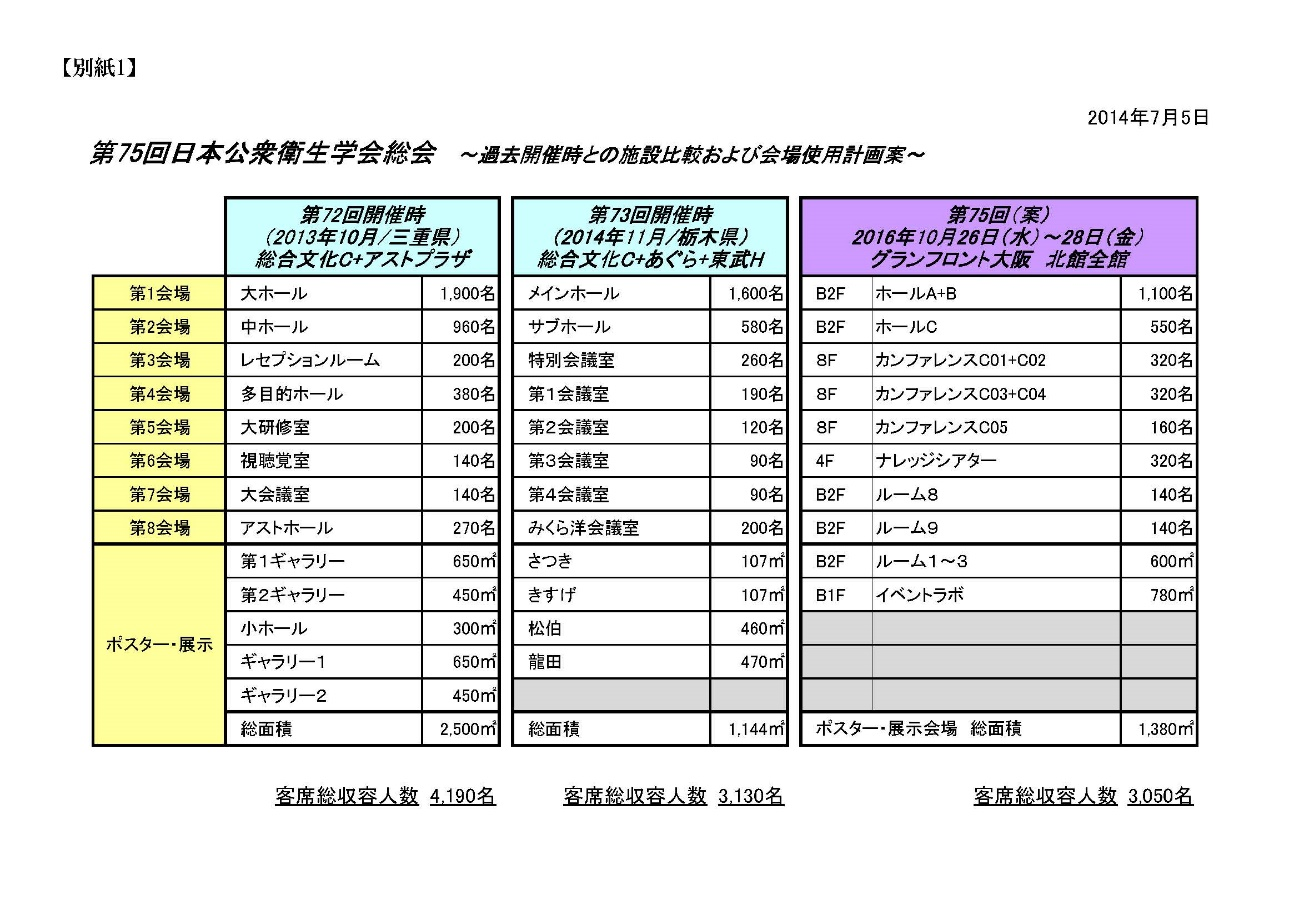 【別紙1】
2014年7月5日
第75回日本公衆衛生学会総会　～過去開催時との施設比較および会場使用計画案～
第72回開催時 第73回開催時 第75回（案）
（2013年10月/三重県） （2014年11月/栃木県） 2016年10月26日（水）～28日（金）
総合文化C+アストプラザ 総合文化C+あぐら+東武H グランフロント大阪　北館全館
第1会場 大ホール 1,900名 メインホール 1,600名 B2F ホールA+B 1,100名
第2会場 中ホール 960名 サブホール 580名 B2F ホールC 550名
第3会場 レセプションルーム 200名 特別会議室 260名 8F カンファレンスC01+C02 320名
第4会場 多目的ホール 380名 第１会議室 190名 8F カンファレンスC03+C04 320名
第5会場 大研修室 200名 第２会議室 120名 8F カンファレンスC05 160名
第6会場 視聴覚室 140名 第３会議室 90名 4F ナレッジシアター 320名
第7会場 大会議室 140名 第４会議室 90名 B2F ルーム８ 140名
第8会場 アストホール 270名 みくら洋会議室 200名 B2F ルーム９ 140名
ポスター・展示 第１ギャラリー 650㎡ さつき 107㎡ B2F ルーム１～３ 600㎡
第２ギャラリー 450㎡ きすげ 107㎡ B1F イベントラボ 780㎡
小ホール 300㎡ 松伯 460㎡
ギャラリー１ 650㎡ 龍田 470㎡
ギャラリー２ 450㎡
総面積 2,500㎡ 総面積 1,144㎡ ポスター・展示会場　総面積 1,380㎡
客席総収容人数 4,190名 客席総収容人数 3,130名 客席総収容人数 3,050名